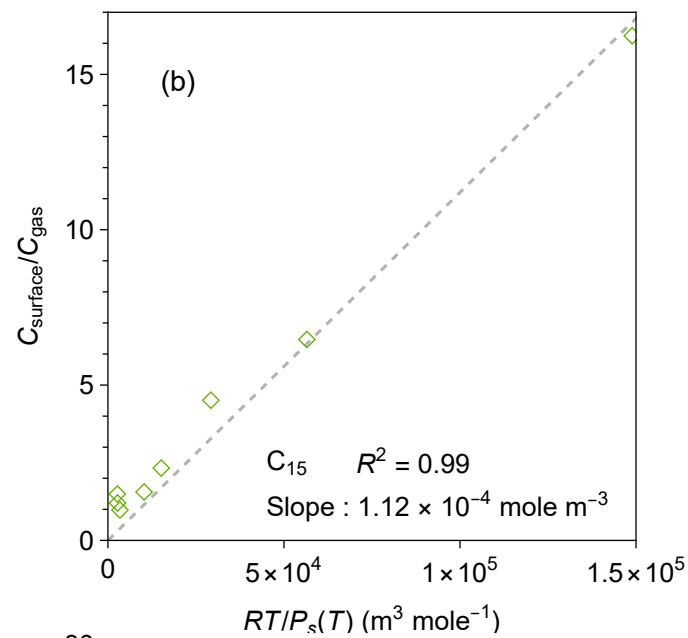 (b)
15
10
5
0
C_surface/C_gas
C₁₅ R² = 0.99
Slope : 1.12 × 10⁻⁴ mole m⁻³
0 5×10⁴ 1×10⁵ 1.5×10⁵
RT/Pₛ(T) (m³ mole⁻¹)